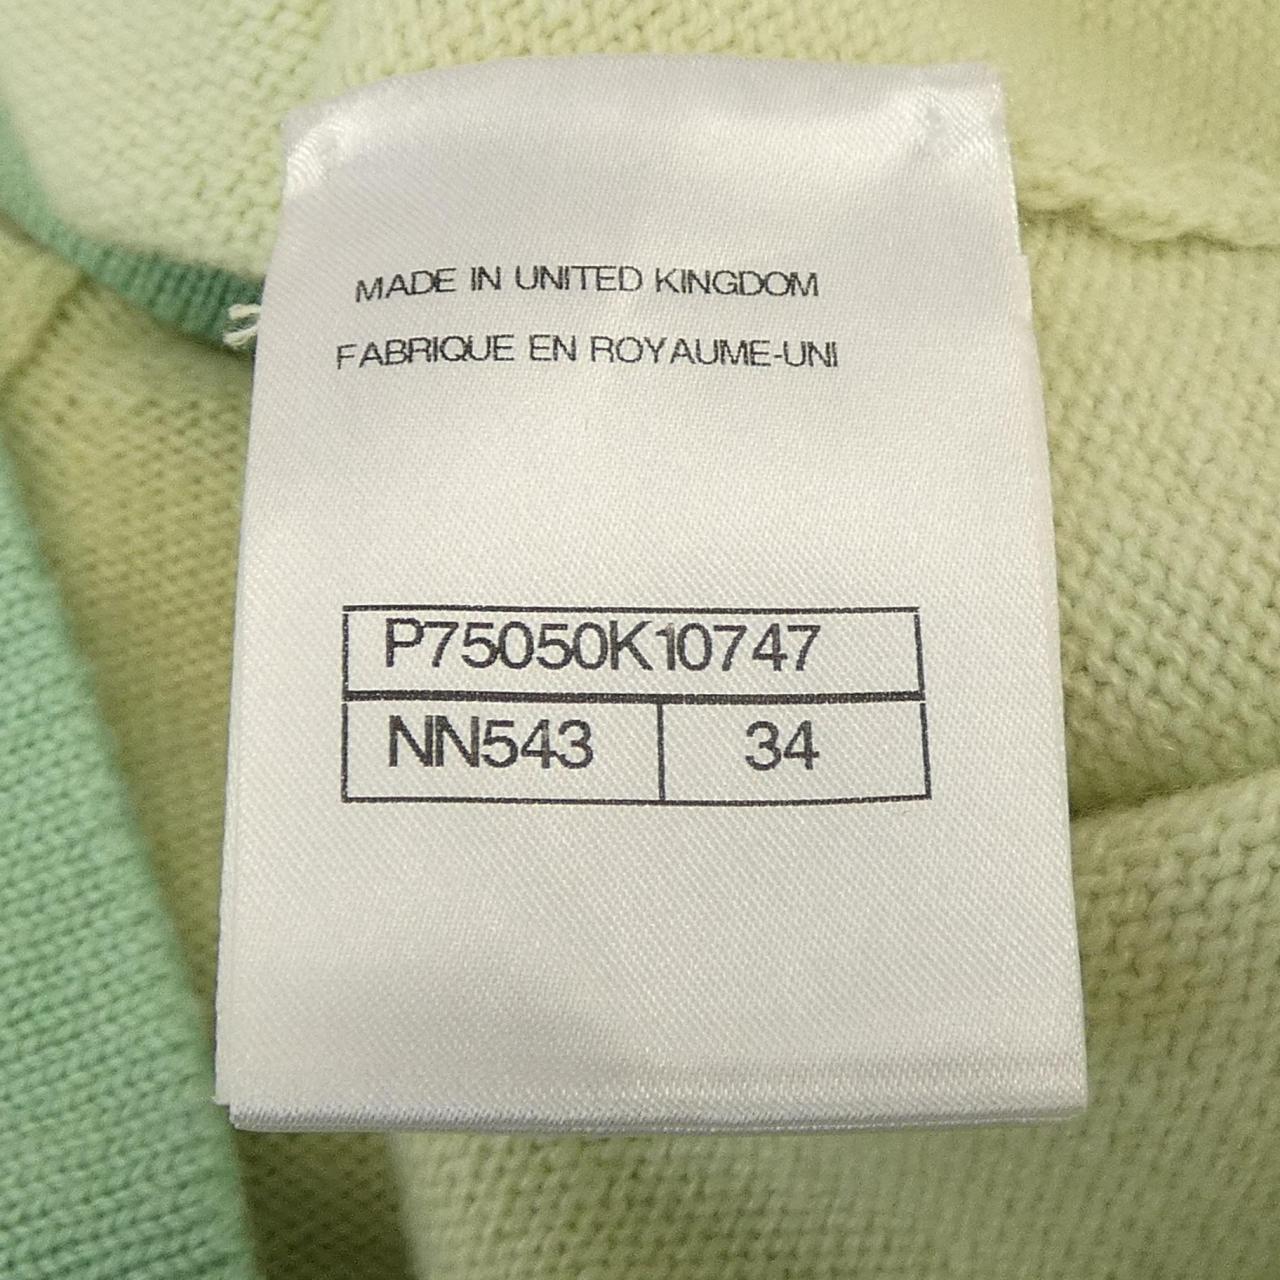 MADE IN UNITED KINGDOM
FABRIQUE EN ROYAUME-UNI
P75050K10747
NN543 34